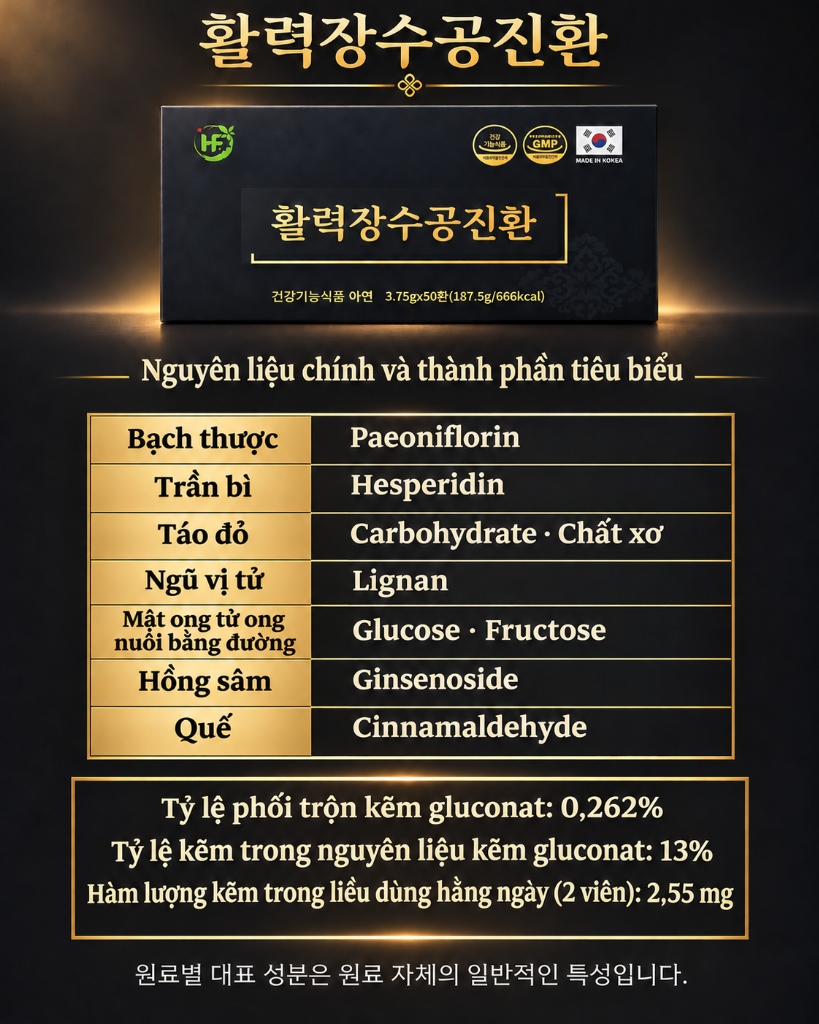 활력장수공진환
HF
건강
기능식품
GMP
MADE IN KOREA
활력장수공진환
건강기능식품 아연 3.75gx50환(187.5g/666kcal)
Nguyên liệu chính và thành phần tiêu biểu
Bạch thược Paeoniflorin
Trần bì Hesperidin
Táo đỏ Carbohydrate · Chất xơ
Ngũ vị tử Lignan
Mật ong tử ong
nuôi bằng đường
Glucose · Fructose
Hồng sâm Ginsenoside
Quế Cinnamaldehyde
Tỷ lệ phối trộn kẽm gluconat: 0,262%
Tỷ lệ kẽm trong nguyên liệu kẽm gluconat: 13%
Hàm lượng kẽm trong liều dùng hằng ngày (2 viên): 2,55 mg
원료별 대표 성분은 원료 자체의 일반적인 특성입니다.